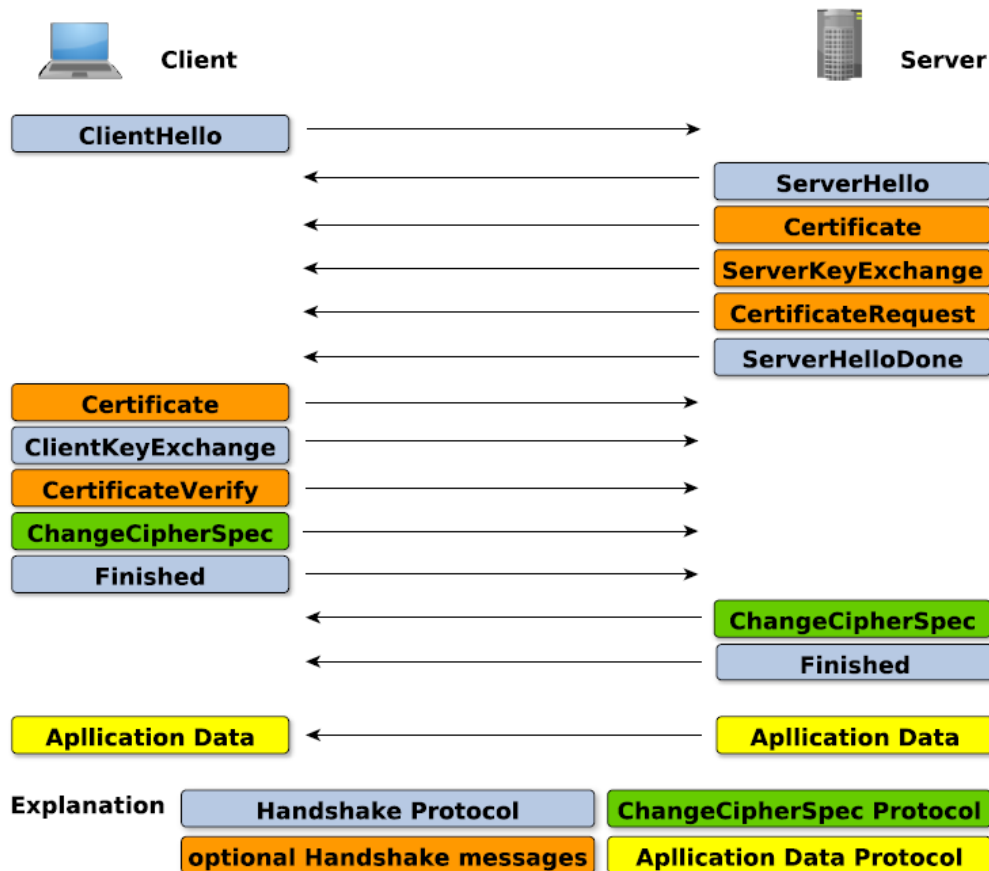 Client
Server
ClientHello
ServerHello
Certificate
ServerKeyExchange
CertificateRequest
ServerHelloDone
Certificate
ClientKeyExchange
CertificateVerify
ChangeCipherSpec
Finished
ChangeCipherSpec
Finished
Apllication Data
Apllication Data
Explanation
Handshake Protocol
ChangeCipherSpec Protocol
optional Handshake messages
Apllication Data Protocol